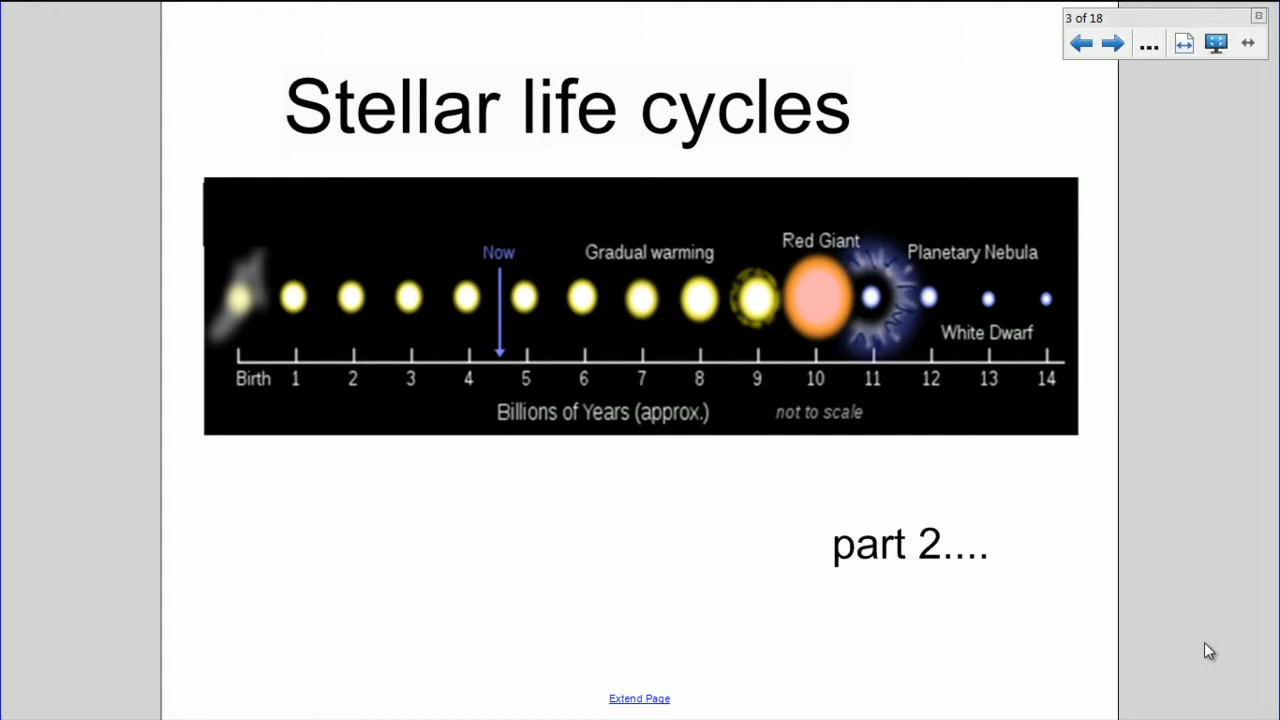 3 of 18
Stellar life cycles
Red Giant
Now
Gradual warming
Planetary Nebula
White Dwarf
Birth 1 2 3 4 5 6 7 8 9 10 11 12 13 14
Billions of Years (approx.)
not to scale
part 2....
Extend Page